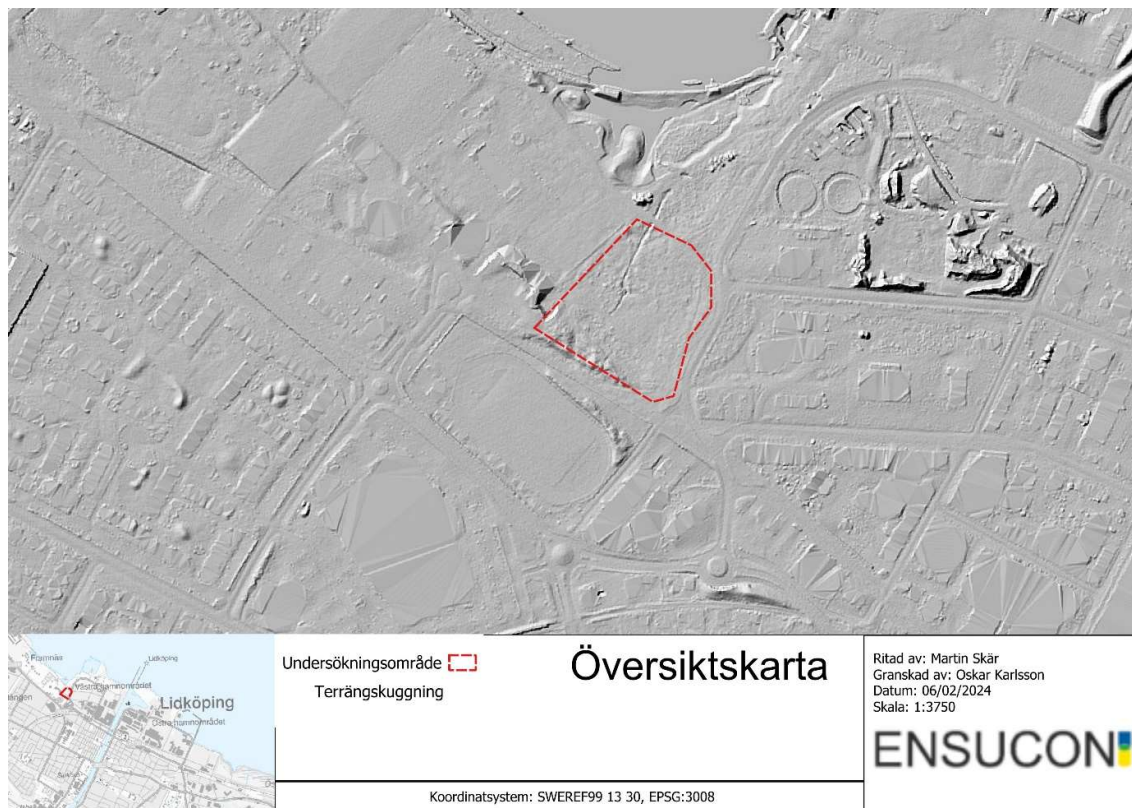 Undersökningsområde
Terrängskuggning
Översiktskarta
Ritad av: Martin Skär
Granskad av: Oskar Karlsson
Datum: 06/02/2024
Skala: 1:3750
ENSUCON
Koordinatsystem: SWEREF99 13 30, EPSG:3008
Framnäs
Lidköping
Västra hamnområdet
Lidköping
Östra hamnområdet